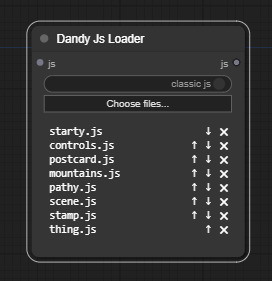 Dandy Js Loader
js js
classic js
Choose files...
starty.js ↓ ×
controls.js ↑ ↓ ×
postcard.js ↑ ↓ ×
mountains.js ↑ ↓ ×
pathy.js ↑ ↓ ×
scene.js ↑ ↓ ×
stamp.js ↑ ↓ ×
thing.js ↑ ×